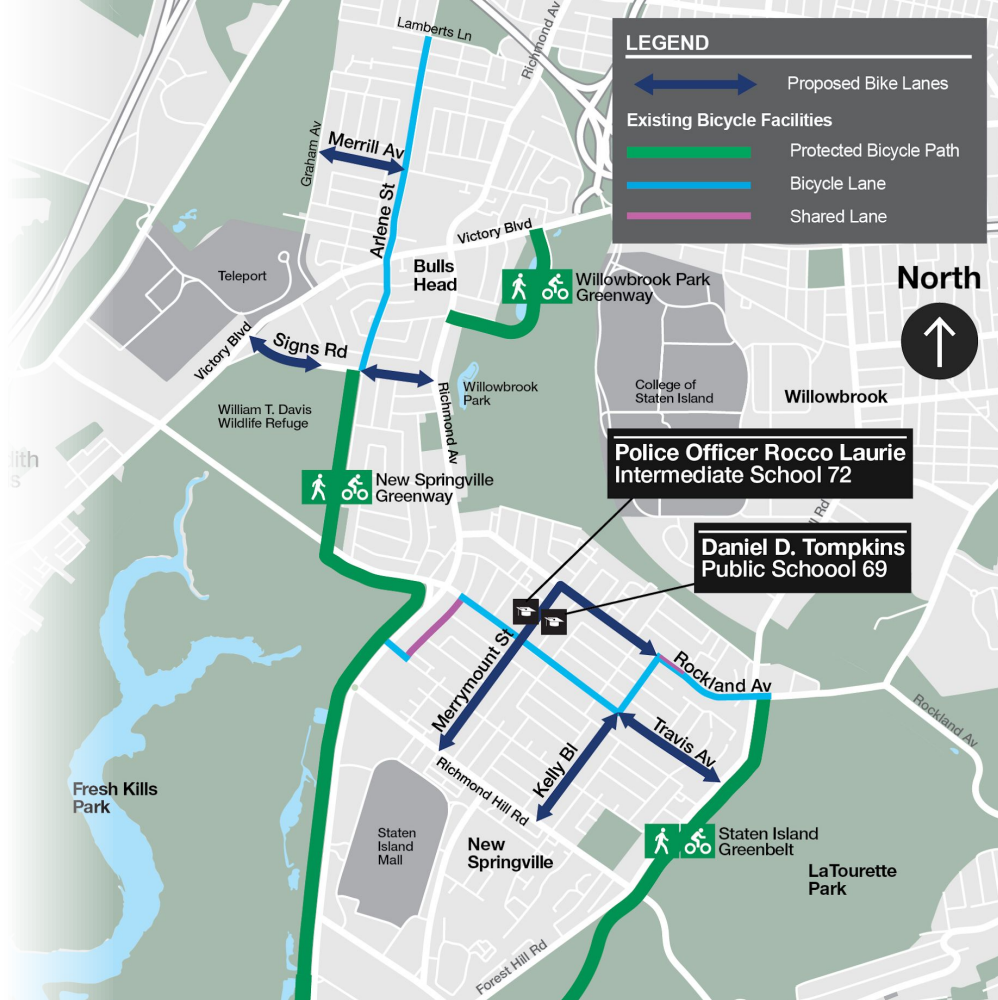 Lamberts Ln
Richmond Av
LEGEND
Proposed Bike Lanes
Existing Bicycle Facilities
Protected Bicycle Path
Bicycle Lane
Shared Lane
Graham Av
Merrill Av
Arlene St
Victory Blvd
Bulls
Head
Teleport
Willowbrook Park
Greenway
North
Victory Blvd
Signs Rd
Richmond Av
Willowbrook
Park
College of
Staten Island
Willowbrook
William T. Davis
Wildlife Refuge
Police Officer Rocco Laurie
Intermediate School 72
New Springville
Greenway
ll Rd
Daniel D. Tompkins
Public Schoool 69
Merrymount St
Rockland Av
Rockland Av
Travis Av
Kelly Bl
Richmond Hill Rd
Fresh Kills
Park
Staten
Island
Mall
New
Springville
Staten Island
Greenbelt
LaTourette
Park
Forest Hill Rd